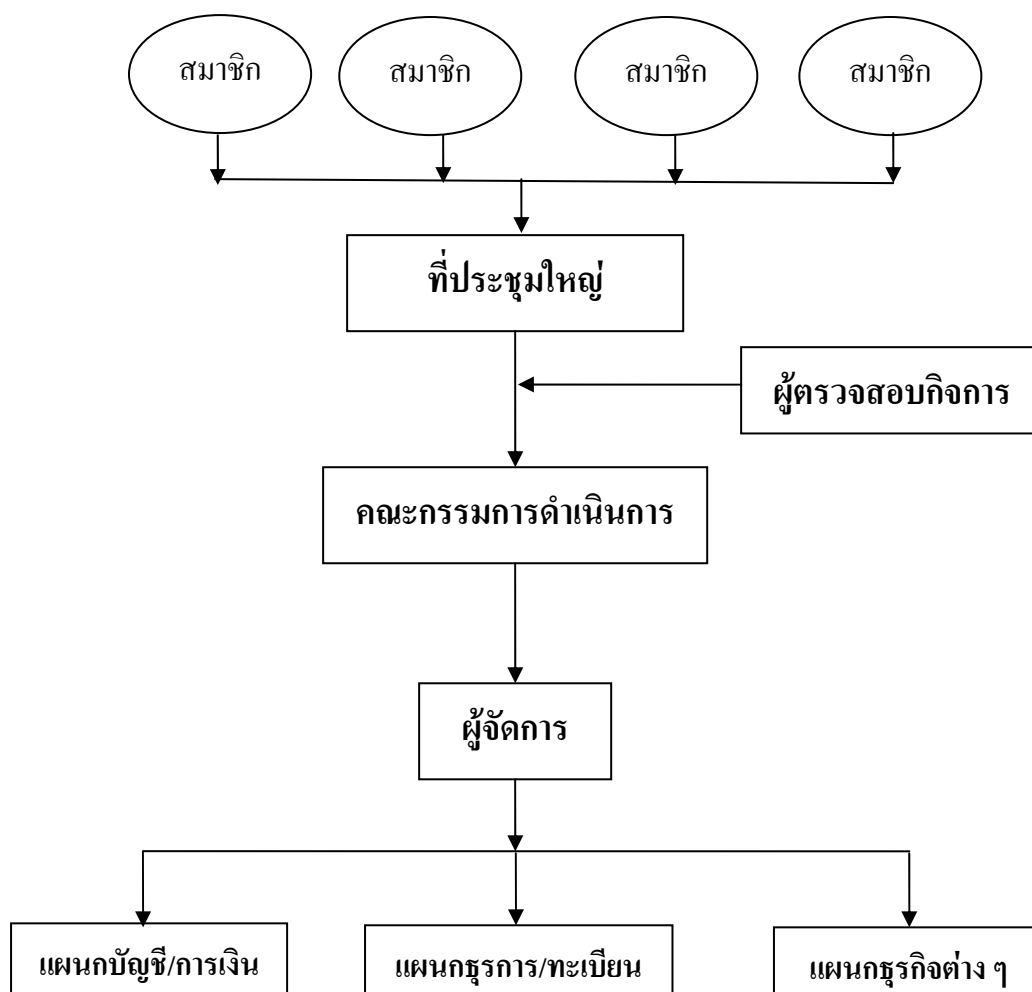 สมาชิก
สมาชิก
สมาชิก
สมาชิก
ที่ประชุมใหญ่
ผู้ตรวจสอบกิจการ
คณะกรรมการดำเนินการ
ผู้จัดการ
แผนกบัญชี/การเงิน
แผนกธุรการ/ทะเบียน
แผนกธุรกิจต่าง ๆ